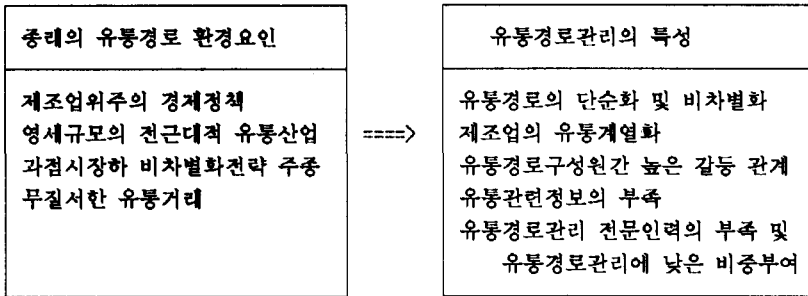 종래의 유통경로 환경요인
제조업위주의 경제정책
영세규모의 전근대적 유통산업
과점시장하 비차별화전략 주종
무질서한 유통거래
====>
유통경로관리의 특성
유통경로의 단순화 및 비차별화
제조업의 유통계열화
유통경로구성원간 높은 갈등 관계
유통관련정보의 부족
유통경로관리 전문인력의 부족 및
유통경로관리에 낮은 비중부여